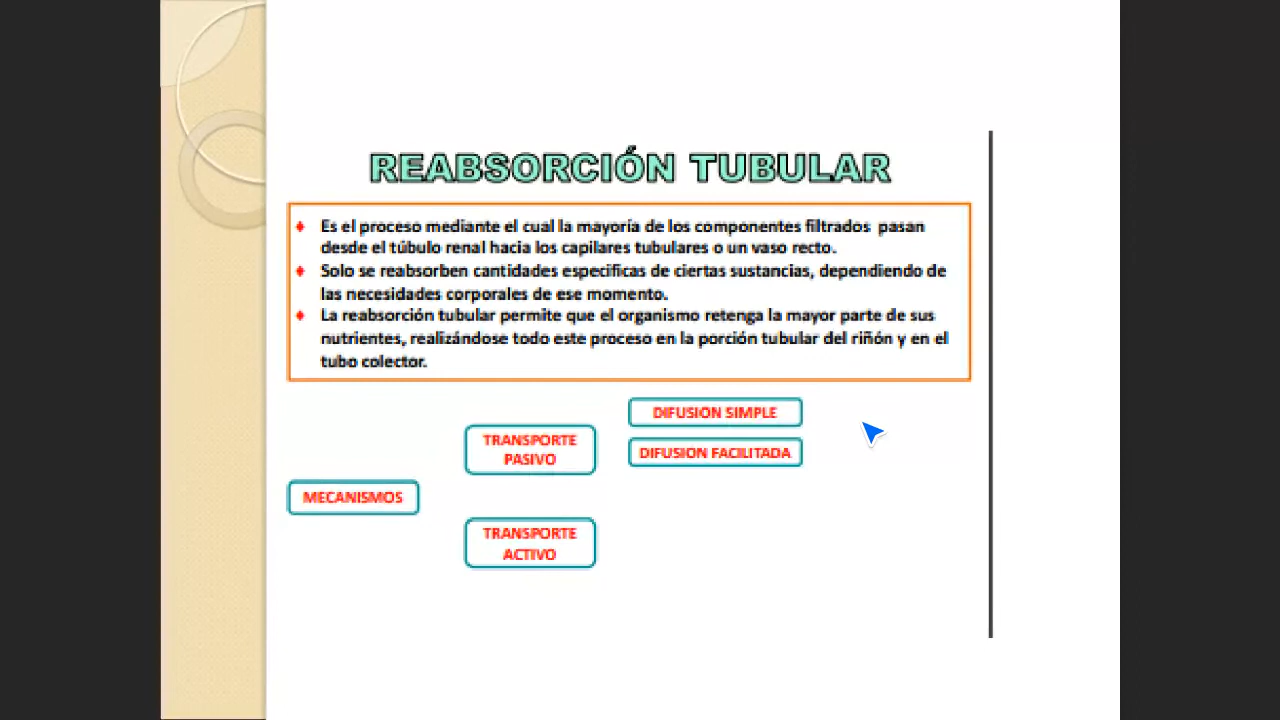 REABSORCIÓN TUBULAR
Es el proceso mediante el cual la mayoría de los componentes filtrados pasan
desde el túbulo renal hacia los capilares tubulares o un vaso recto.
Solo se reabsorben cantidades especificas de ciertas sustancias, dependiendo de
las necesidades corporales de ese momento.
La reabsorción tubular permite que el organismo retenga la mayor parte de sus
nutrientes, realizándose todo este proceso en la porción tubular del riñón y en el
tubo colector.
DIFUSION SIMPLE
TRANSPORTE
PASIVO
DIFUSION FACILITADA
MECANISMOS
TRANSPORTE
ACTIVO